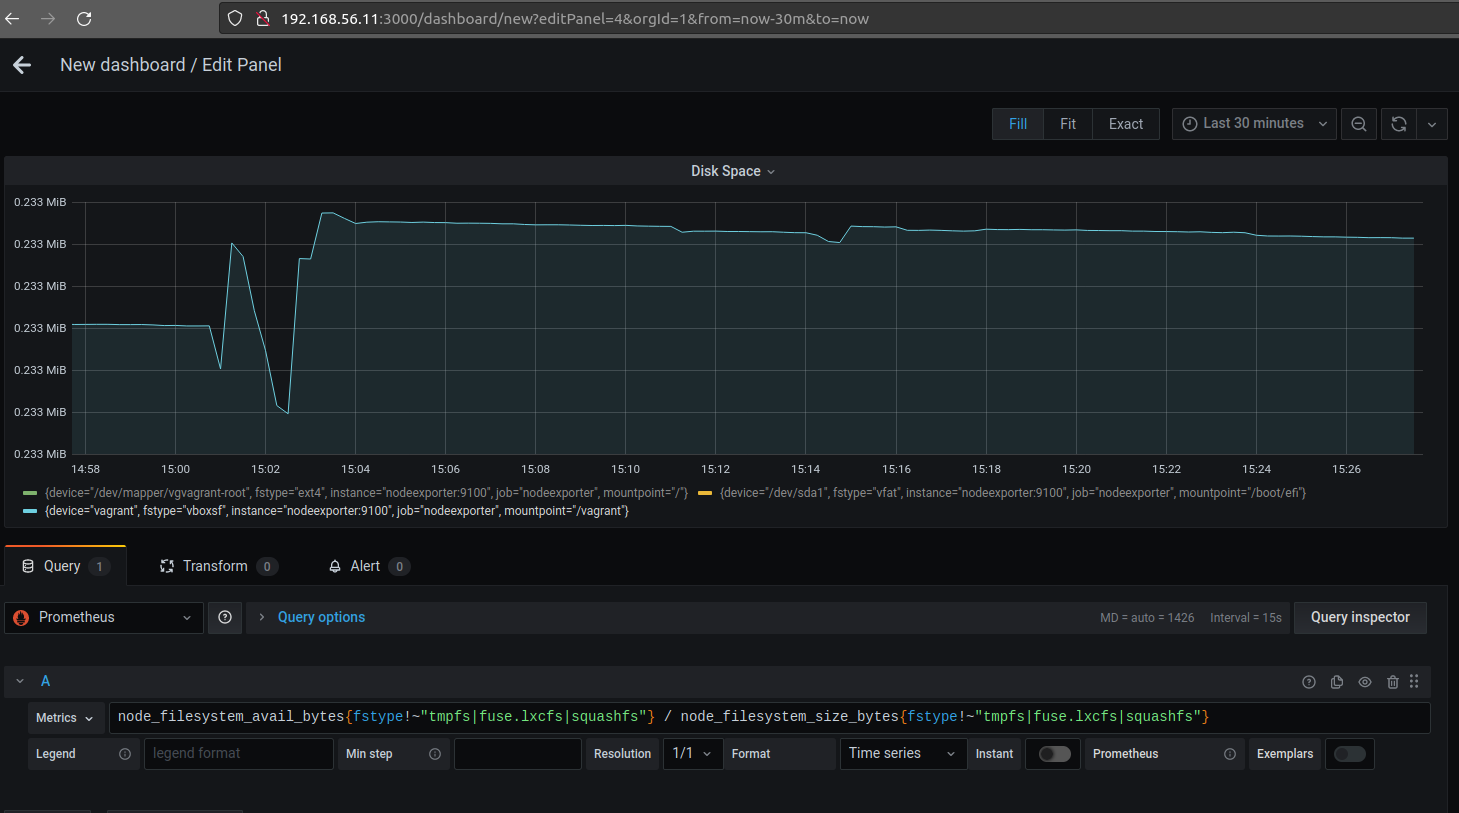 192.168.56.11:3000/dashboard/new?editPanel=4&orgId=1&from=now-30m&to=now
New dashboard / Edit Panel
Fill Fit Exact Last 30 minutes
Disk Space
0.233 MiB
0.233 MiB
0.233 MiB
0.233 MiB
0.233 MiB
0.233 MiB
0.233 MiB
14:58 15:00 15:02 15:04 15:06 15:08 15:10 15:12 15:14 15:16 15:18 15:20 15:22 15:24 15:26
{device="/dev/mapper/vgvagrant-root", fstype="ext4", instance="nodeexporter:9100", job="nodeexporter", mountpoint="/"} {device="/dev/sda1", fstype="vfat", instance="nodeexporter:9100", job="nodeexporter", mountpoint="/boot/efi"}
{device="vagrant", fstype="vboxsf", instance="nodeexporter:9100", job="nodeexporter", mountpoint="/vagrant"}
Query 1 Transform 0 Alert 0
Prometheus Query options MD = auto = 1426 Interval = 15s Query inspector
A
Metrics node_filesystem_avail_bytes{fstype!~"tmpfs|fuse.lxcfs|squashfs"} / node_filesystem_size_bytes{fstype!~"tmpfs|fuse.lxcfs|squashfs"}
Legend legend format Min step Resolution 1/1 Format Time series Instant Prometheus Exemplars